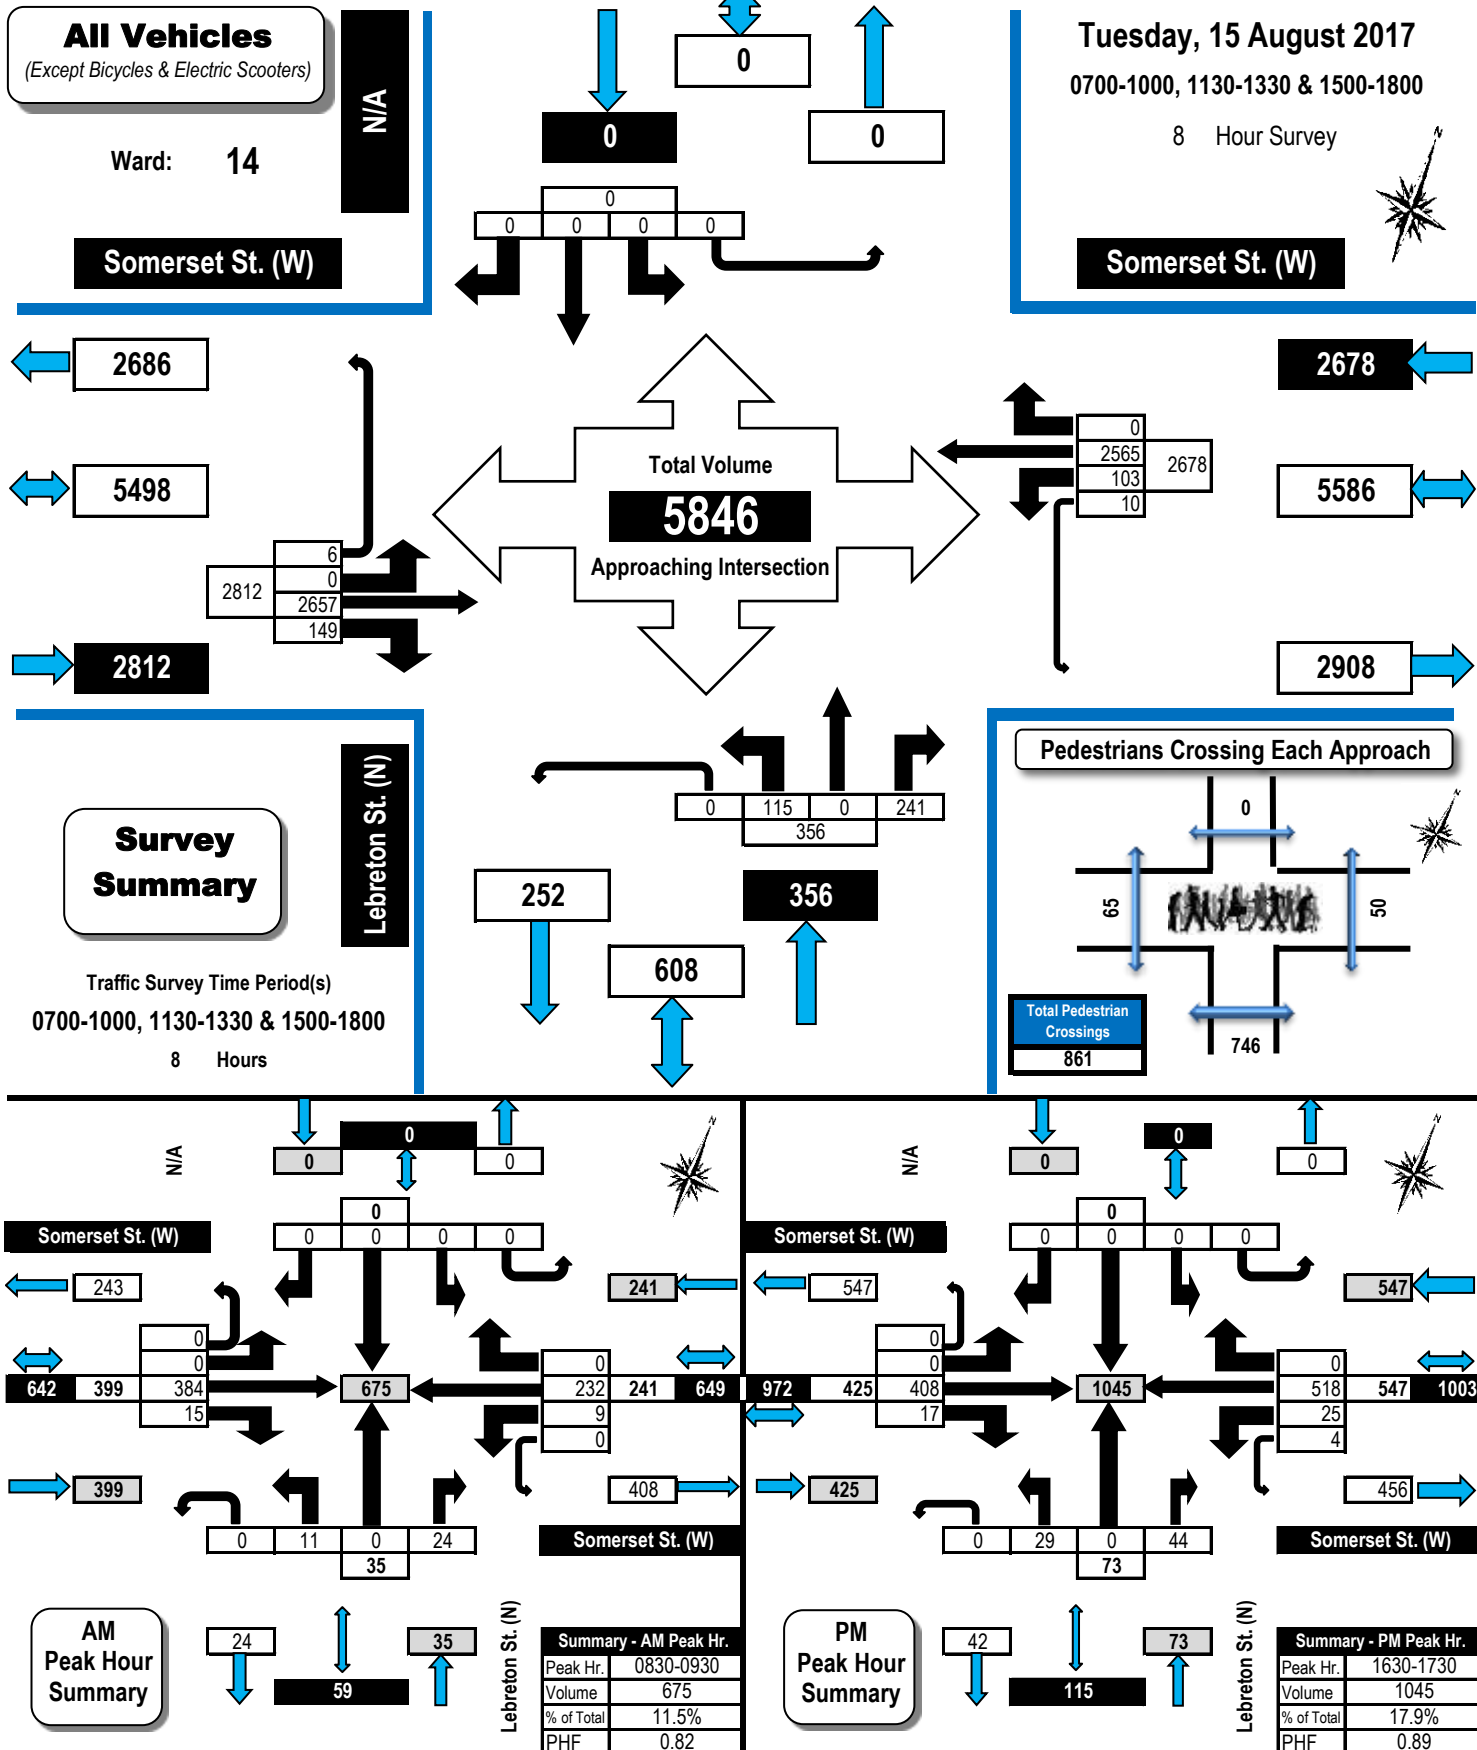 All Vehicles
(Except Bicycles & Electric Scooters)
Ward: 14
N/A
Somerset St. (W)
0
0
0
0
0 0 0 0
Tuesday, 15 August 2017
0700-1000, 1130-1330 & 1500-1800
8 Hour Survey
N
Somerset St. (W)
2686
5498
2812
6
0
2657
149
2812
Total Volume
5846
Approaching Intersection
0
2565
103
10
2678
2678
5586
2908
Survey
Summary
Lebreton St. (N)
Traffic Survey Time Period(s)
0700-1000, 1130-1330 & 1500-1800
8 Hours
0 115 0 241
356
252
356
608
Pedestrians Crossing Each Approach
N
0
65
50
746
Total Pedestrian
Crossings
861
N/A
0
0
0
N
0
0 0 0 0
Somerset St. (W)
243
241
0
0
384
15
642 399
675
0
232
9
0
241 649
399
408
0 11 0 24
35
Somerset St. (W)
AM
Peak Hour
Summary
24
35
59
Lebreton St. (N)
Summary - AM Peak Hr.
Peak Hr. 0830-0930
Volume 675
% of Total 11.5%
PHF 0.82
N/A
0
0
0
N
0
0 0 0 0
Somerset St. (W)
547
547
0
0
408
17
972 425
1045
0
518
25
4
547 1003
425
456
0 29 0 44
73
Somerset St. (W)
PM
Peak Hour
Summary
42
73
115
Lebreton St. (N)
Summary - PM Peak Hr.
Peak Hr. 1630-1730
Volume 1045
% of Total 17.9%
PHF 0.89